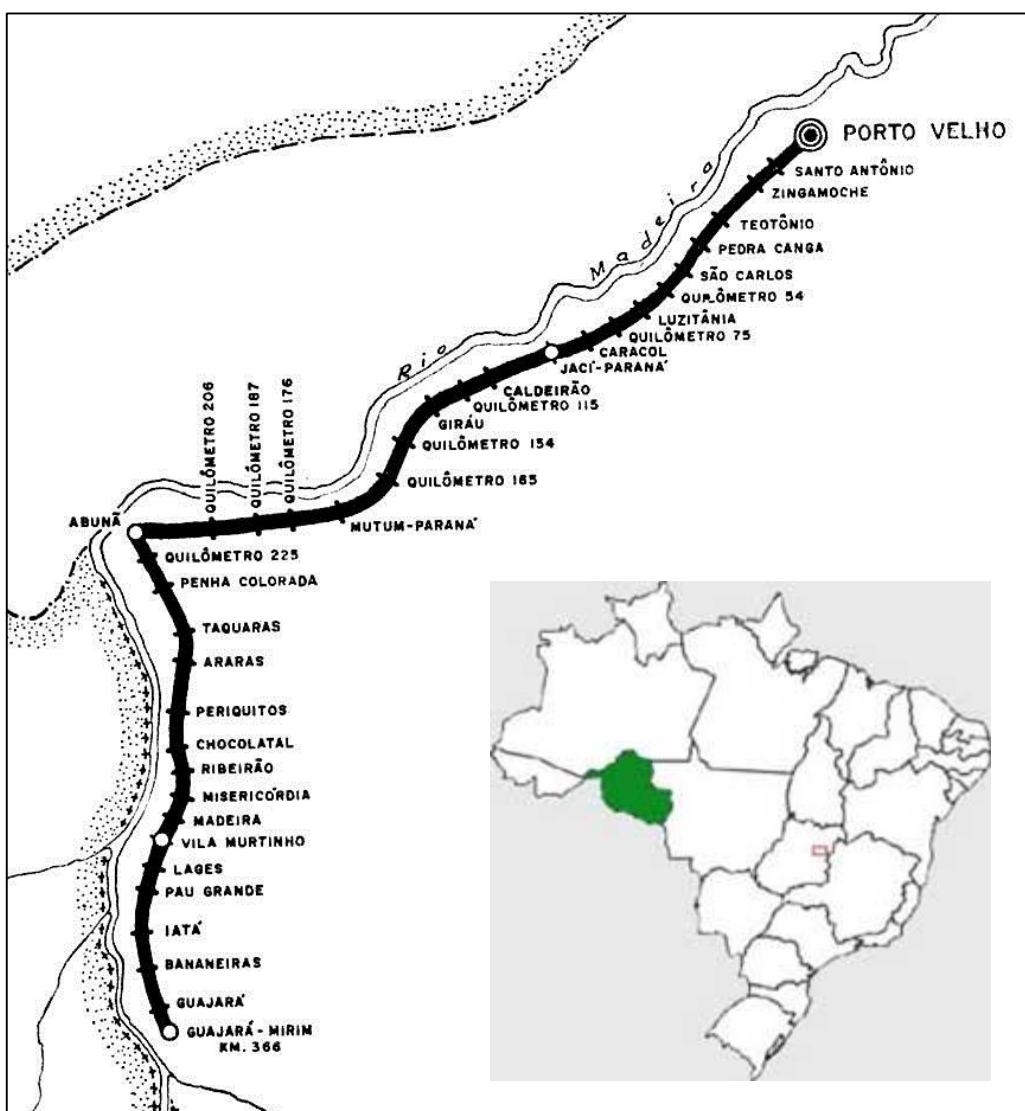 PORTO VELHO
SANTO ANTÔNIO
ZINGAMOCHE
TEOTÔNIO
PEDRA CANGA
SÃO CARLOS
QUILÔMETRO 54
LUZITÂNIA
QUILÔMETRO 75
CARACOL
JACÍ-PARANÁ
CALDEIRÃO
QUILÔMETRO 115
GIRÁU
QUILÔMETRO 154
QUILÔMETRO 165
MUTUM-PARANÁ
Rio Madeira
QUILÔMETRO 176
QUILÔMETRO 187
QUILÔMETRO 206
ABUNÃ
QUILÔMETRO 225
PENHA COLORADA
TAQUARAS
ARARAS
PERIQUITOS
CHOCOLATAL
RIBEIRÃO
MISERICÓRDIA
MADEIRA
VILA MURTINHO
LAGES
PAU GRANDE
IATÁ
BANANEIRAS
GUAJARÁ
GUAJARÁ-MIRIM
KM. 366